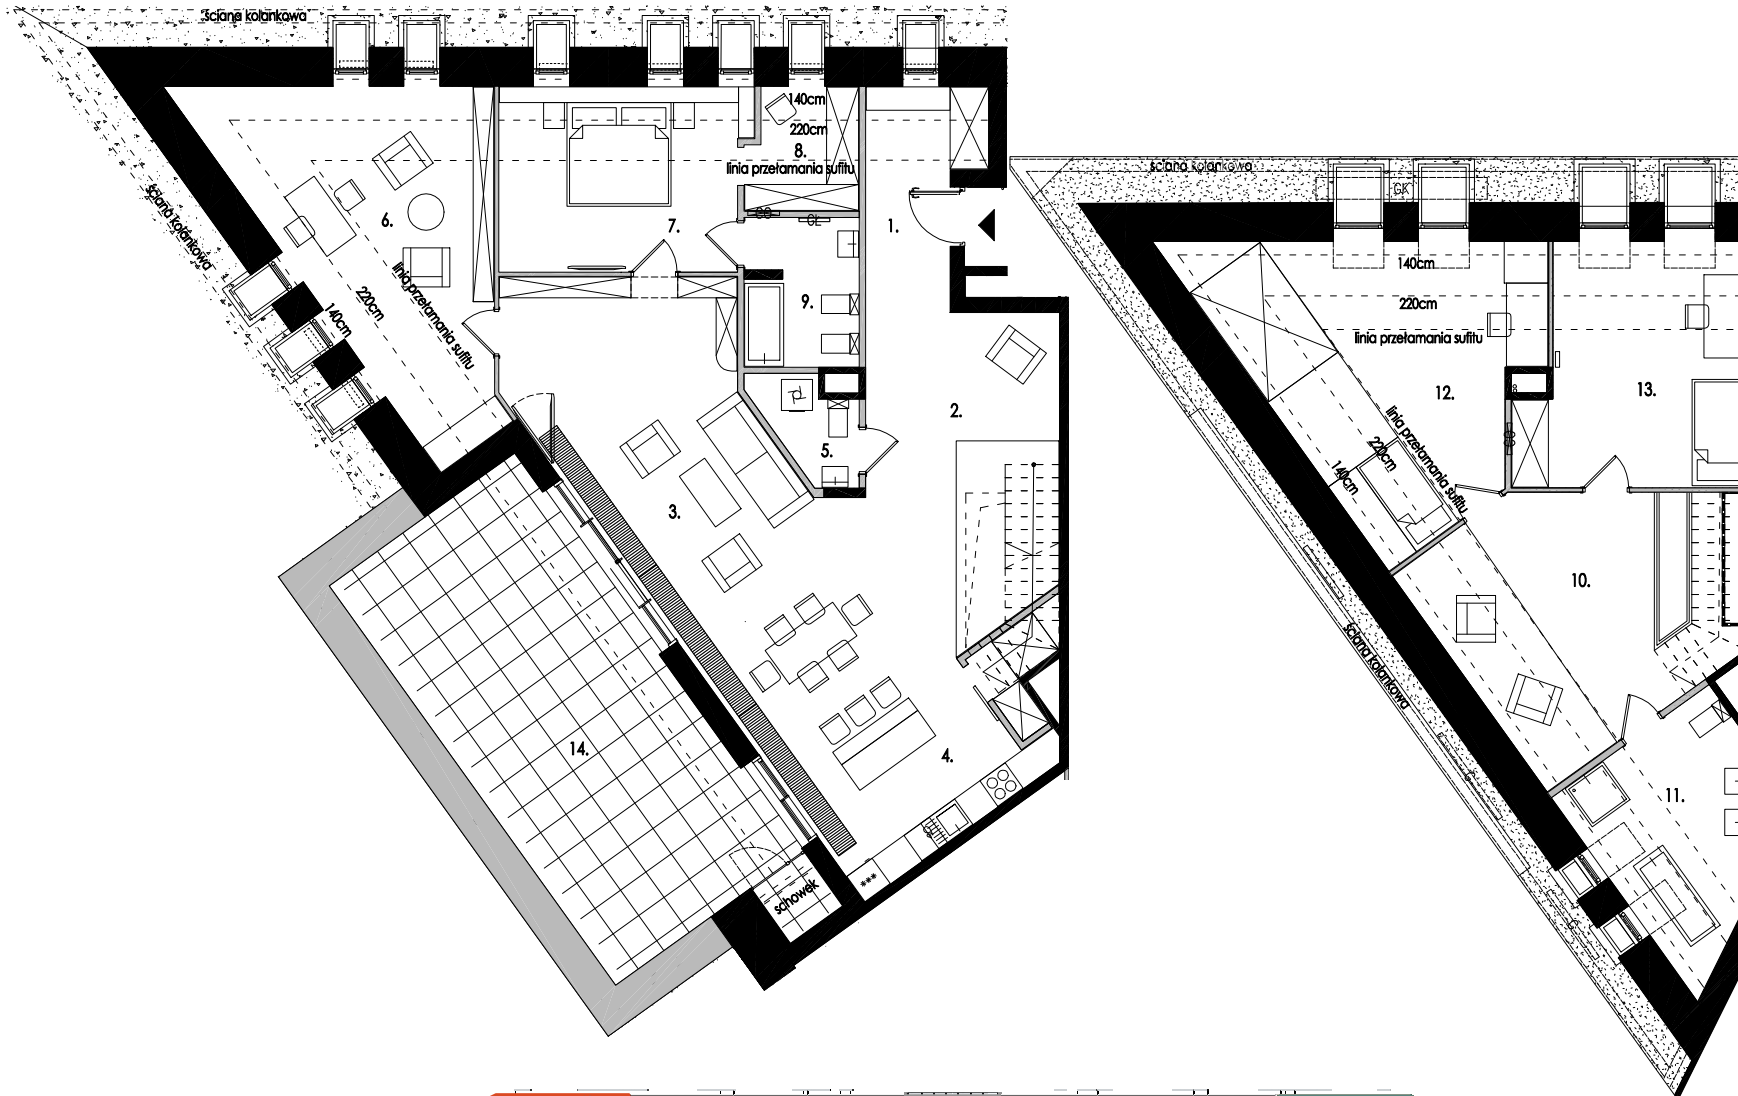 ściana kolankowa
140cm
220cm
8.
linia przełamania sufitu
ściana kolankowa
6.
7.
GO
GŁ
1.
linia przełamania sufitu
220cm
140cm
9.
2.
5.
3.
14.
4.
schowek
***
ściana kolankowa
GK
140cm
220cm
linia przełamania sufitu
12.
13.
linia przełamania sufitu
220cm
140cm
10.
ściana kolankowa
11.